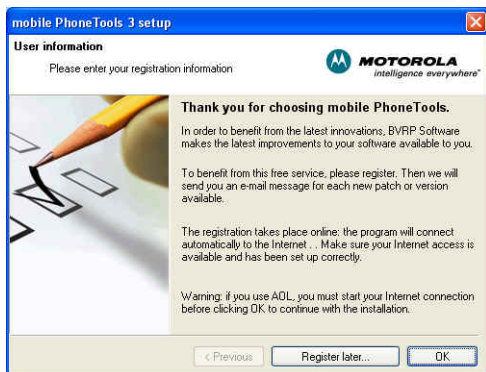 mobile PhoneTools 3 setup
User information
Please enter your registration information
MOTOROLA
intelligence everywhere™
Thank you for choosing mobile PhoneTools.
In order to benefit from the latest innovations, BVRP Software
makes the latest improvements to your software available to you.
To benefit from this free service, please register. Then we will
send you an e-mail message for each new patch or version
available.
The registration takes place online: the program will connect
automatically to the Internet . . Make sure your Internet access is
available and has been set up correctly.
Warning: if you use AOL, you must start your Internet connection
before clicking OK to continue with the installation.
< Previous
Register later...
OK